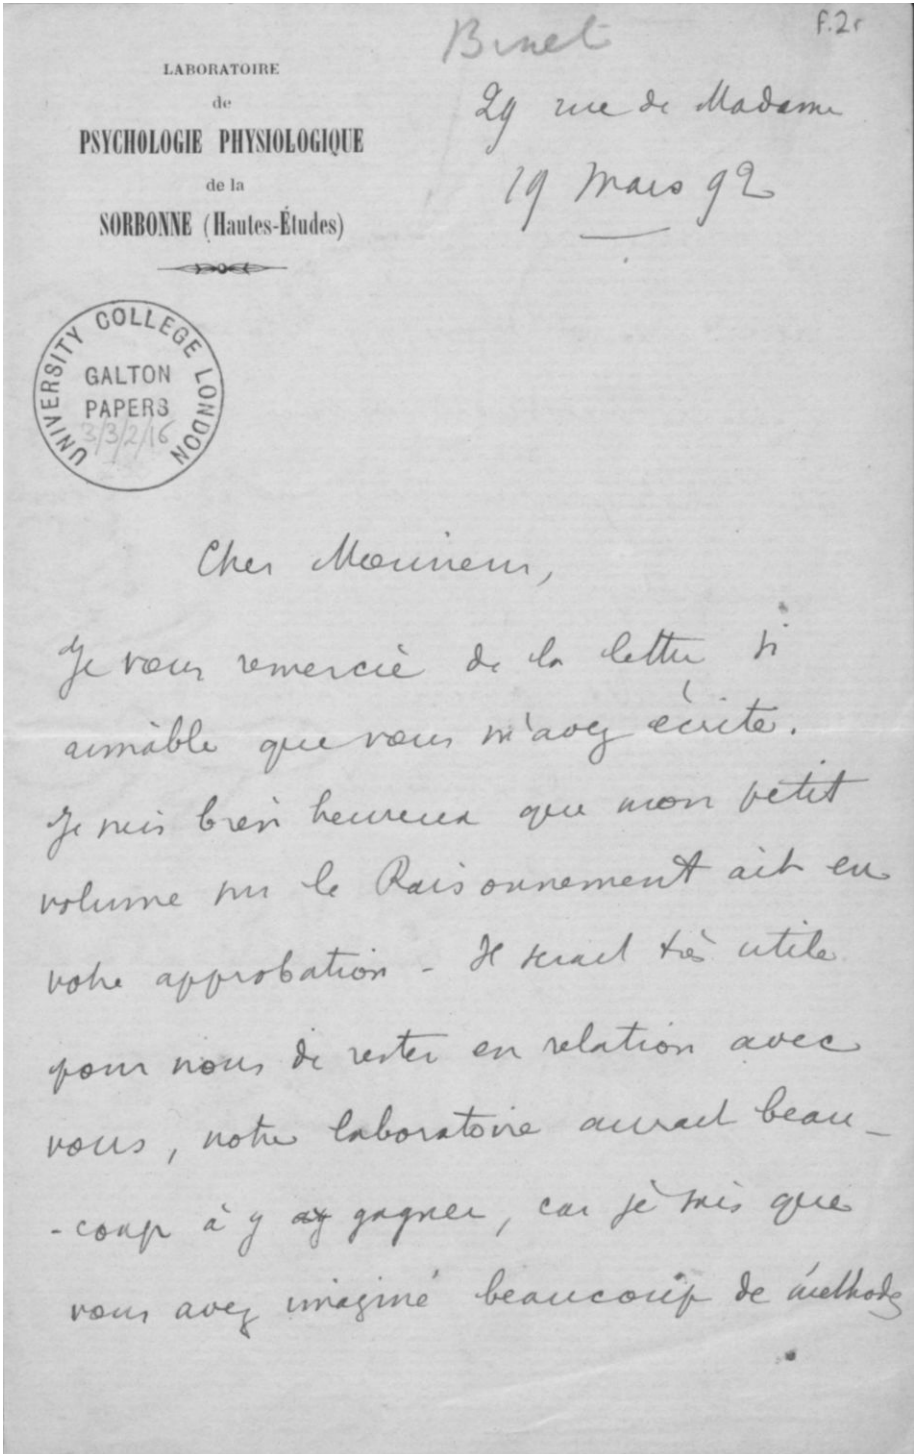 Binet
f.2r
LABORATOIRE
de
PSYCHOLOGIE PHYSIOLOGIQUE
de la
SORBONNE (Hautes-Études)
29 rue de Madame
19 Mars 92
UNIVERSITY COLLEGE LONDON
GALTON
PAPERS
3/3/2/16
Cher Monsieur,
Je vous remercie de la lettre si
aimable que vous m'avez écrite.
Je suis bien heureux que mon petit
volume sur le Raisonnement ait eu
votre approbation - Il serait très utile
pour nous de rester en relation avec
vous, notre laboratoire aurait beau-
-coup à y gagner, car je sais que
vous avez imaginé beaucoup de méthodes